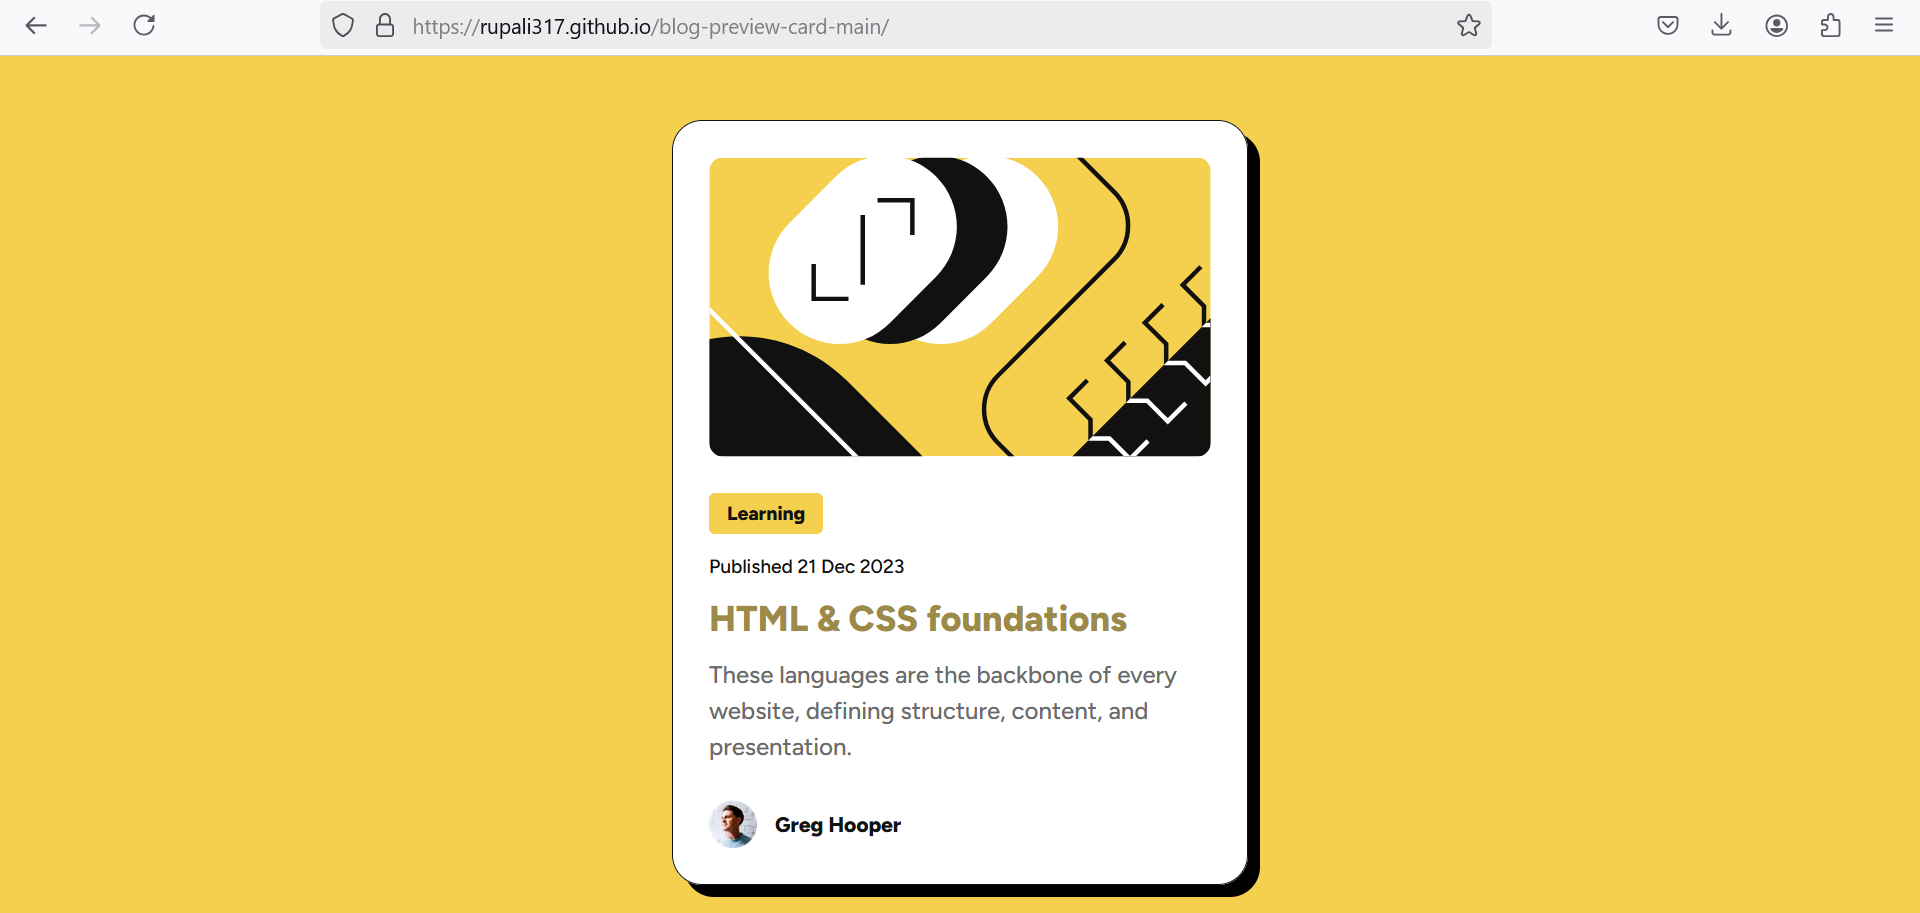 https://rupali317.github.io/blog-preview-card-main/
Learning
Published 21 Dec 2023
HTML & CSS foundations
These languages are the backbone of every
website, defining structure, content, and
presentation.
Greg Hooper